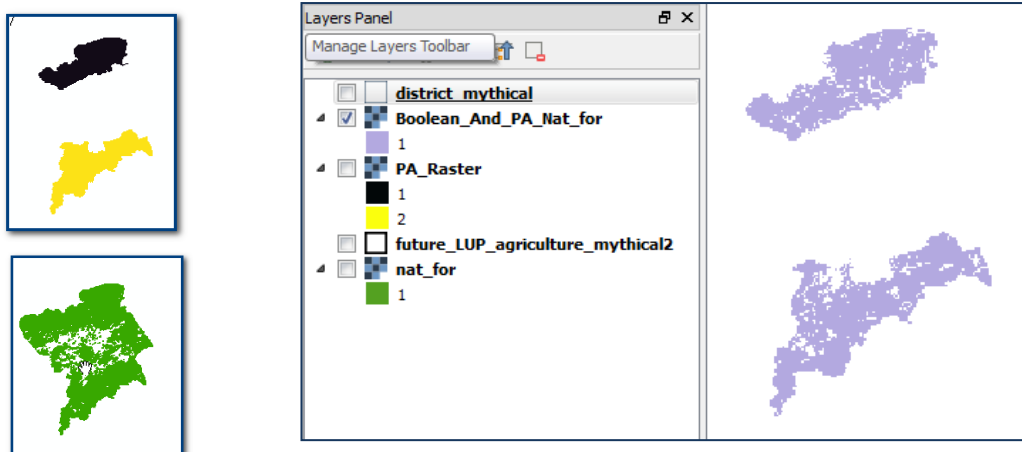 Layers Panel
Manage Layers Toolbar
district_mythical
Boolean_And_PA_Nat_for
1
PA_Raster
1
2
future_LUP_agriculture_mythical2
nat_for
1